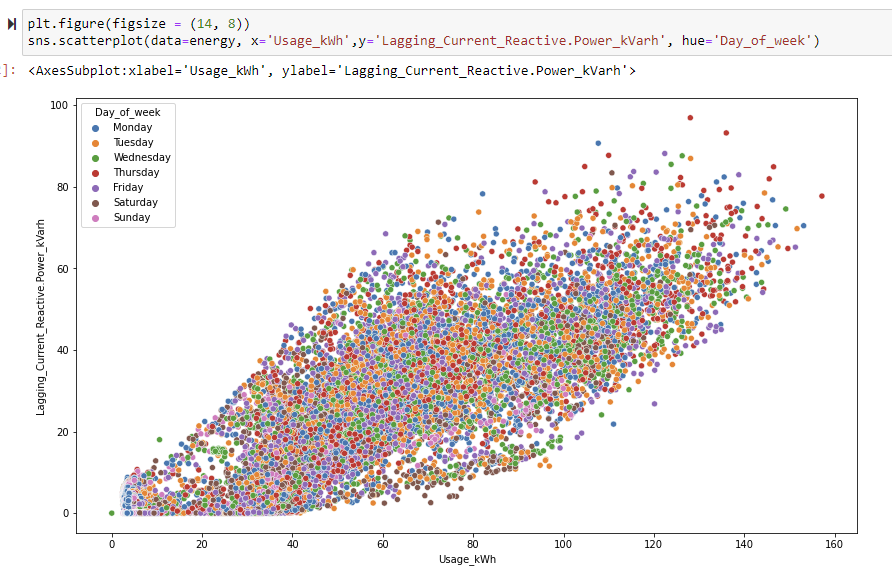 plt.figure(figsize = (14, 8))
sns.scatterplot(data=energy, x='Usage_kWh',y='Lagging_Current_Reactive.Power_kVarh', hue='Day_of_week')
]: <AxesSubplot:xlabel='Usage_kWh', ylabel='Lagging_Current_Reactive.Power_kVarh'>
100
80
60
40
20
0
Lagging_Current_Reactive.Power_kVarh
Day_of_week
Monday
Tuesday
Wednesday
Thursday
Friday
Saturday
Sunday
0 20 40 60 80 100 120 140 160
Usage_kWh